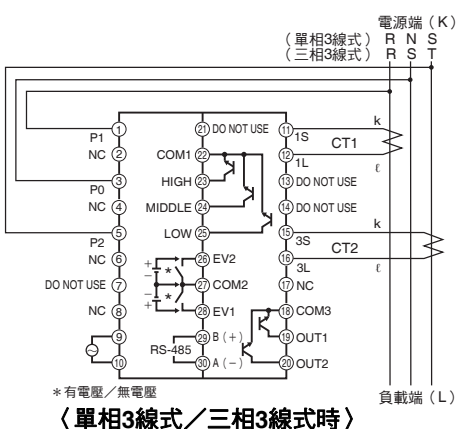 電源端（K）
（單相3線式） R N S
（三相3線式） R S T
① P1
NC ②
③ P0
NC ④
⑤ P2
NC ⑥
DO NOT USE ⑦
NC ⑧
⑨
⑩
㉑ DO NOT USE
COM1 ㉒
HIGH ㉓
MIDDLE ㉔
LOW ㉕
㉖ EV2
㉗ COM2
㉘ EV1
㉙ B（+）
RS-485
㉚ A（−）
+
−
*
−
+
*
⑪ 1S
k
CT1
⑫ 1L
ℓ
⑬ DO NOT USE
⑭ DO NOT USE
⑮ 3S
k
CT2
⑯ 3L
ℓ
⑰ NC
⑱ COM3
⑲ OUT1
⑳ OUT2
＊有電壓／無電壓
負載端（L）
〈單相3線式／三相3線式時〉